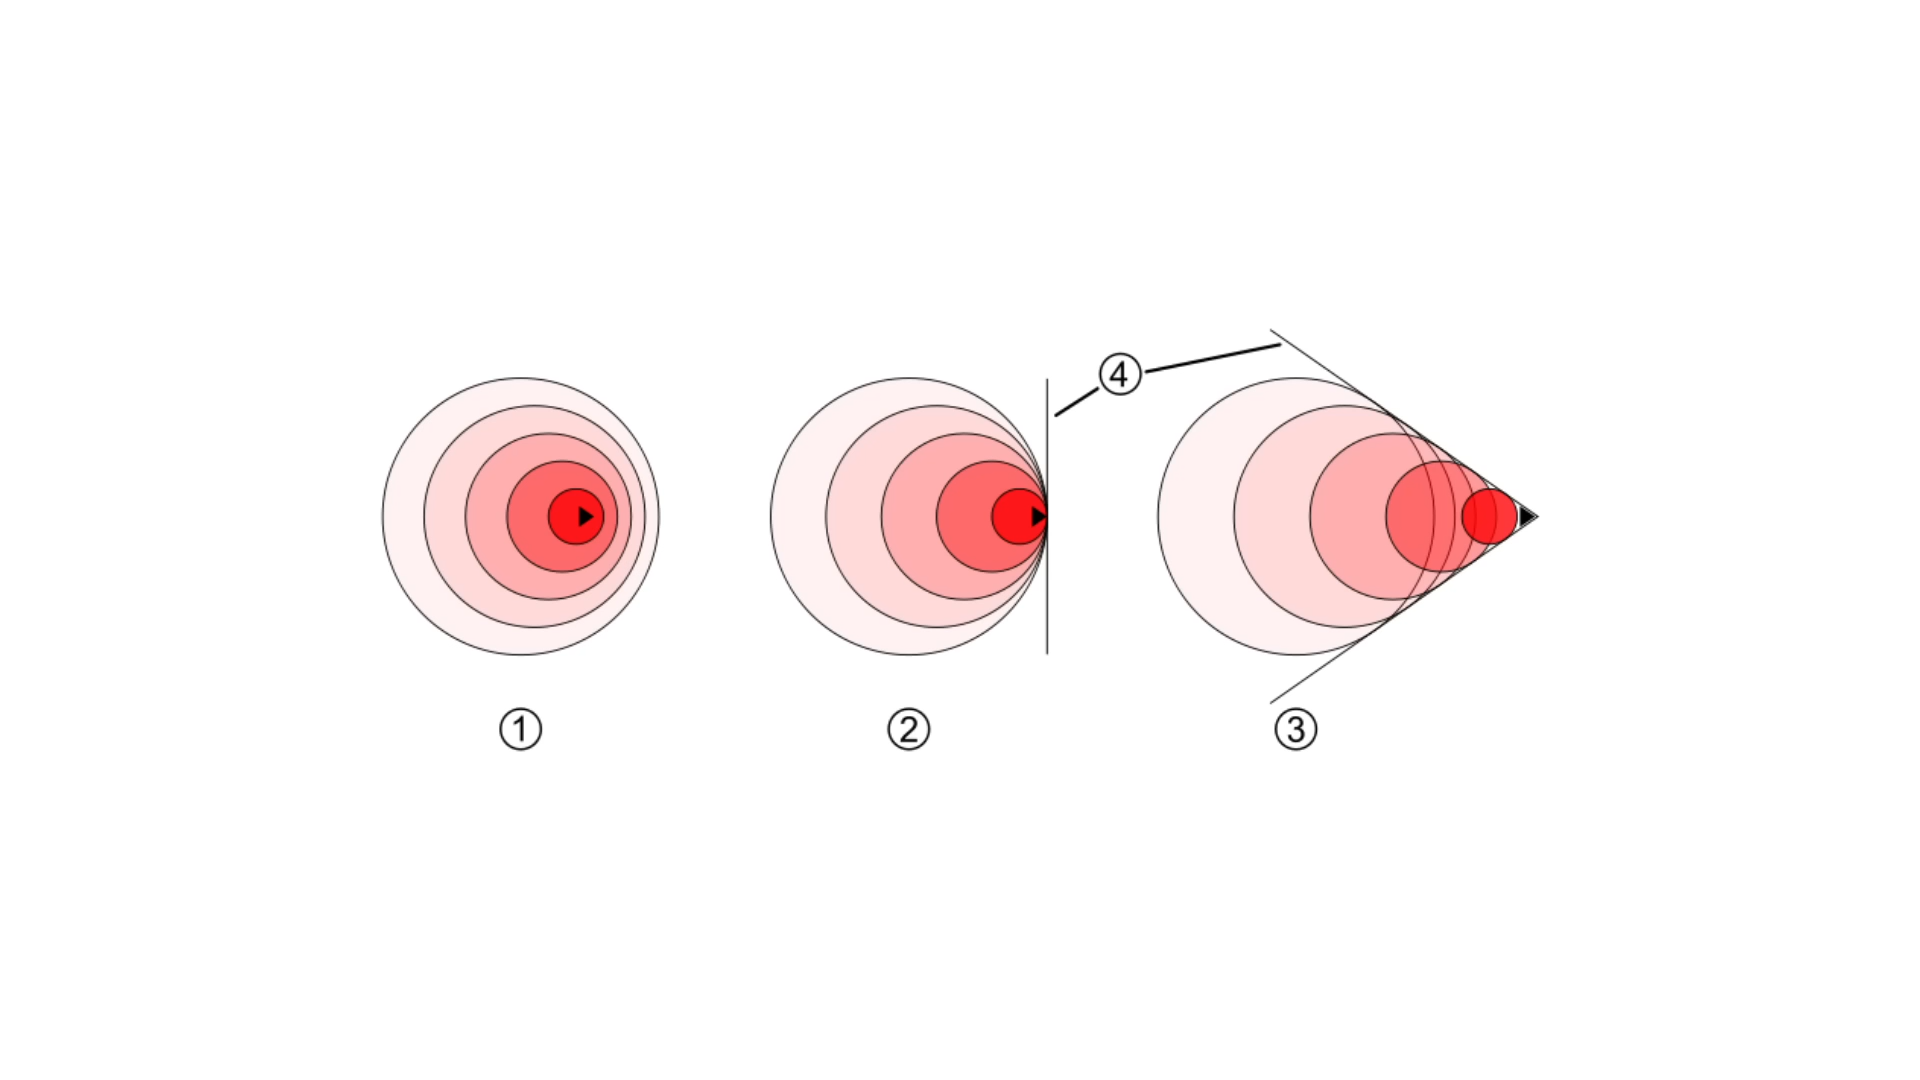 ④
①
②
③